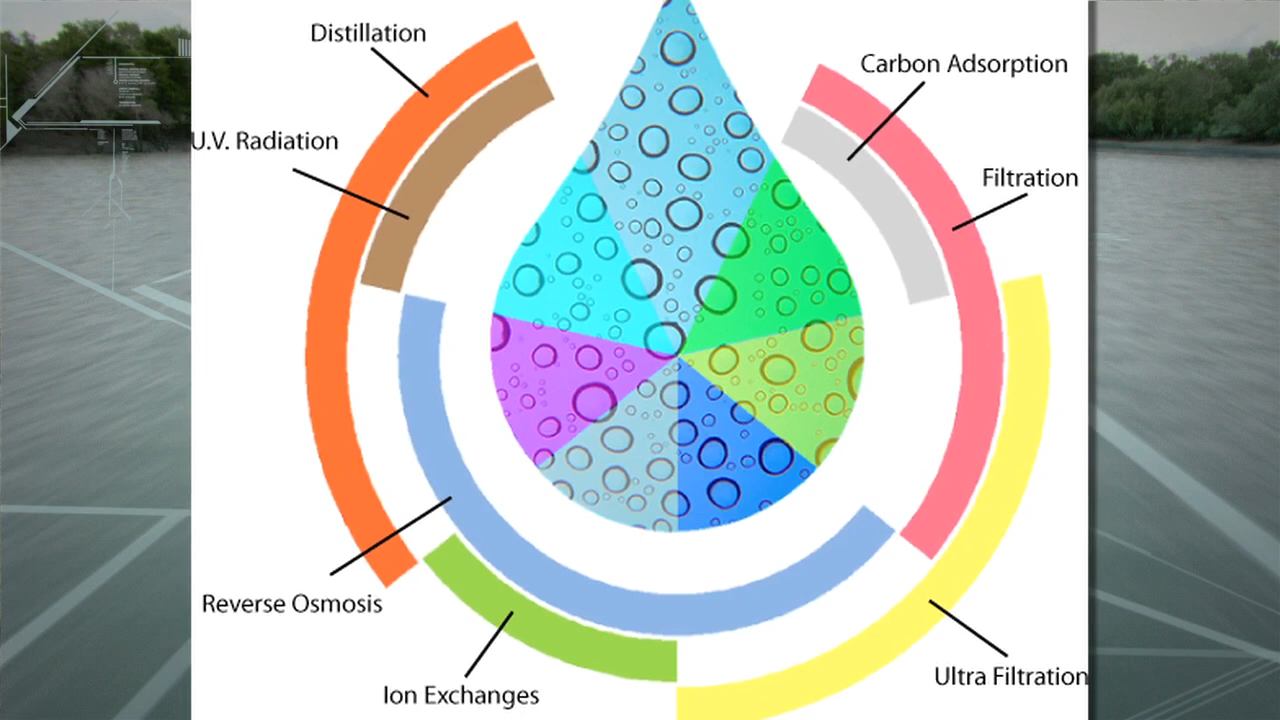 Distillation
Carbon Adsorption
U.V. Radiation
Filtration
Reverse Osmosis
Ion Exchanges
Ultra Filtration